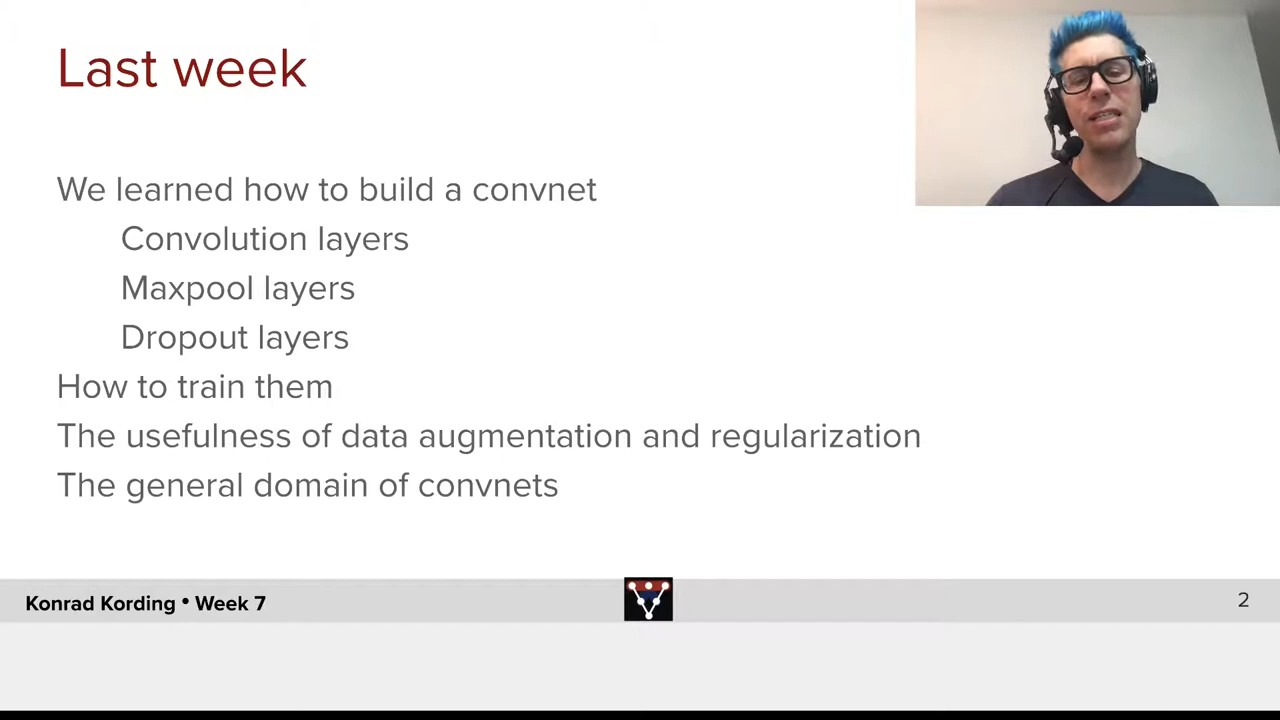 Last week
We learned how to build a convnet
Convolution layers
Maxpool layers
Dropout layers
How to train them
The usefulness of data augmentation and regularization
The general domain of convnets
Konrad Kording • Week 7
2